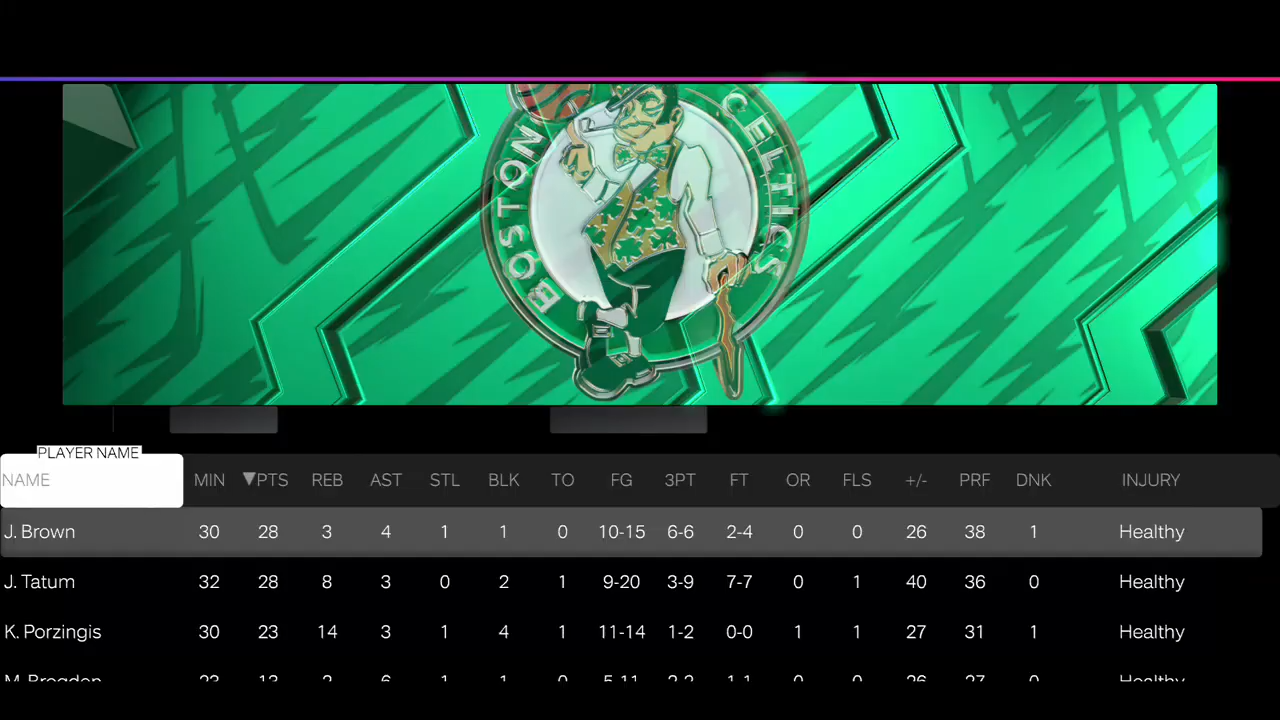 BOSTON CELTICS
PLAYER NAME
NAME MIN ▼PTS REB AST STL BLK TO FG 3PT FT OR FLS +/- PRF DNK INJURY
J. Brown 30 28 3 4 1 1 0 10-15 6-6 2-4 0 0 26 38 1 Healthy
J. Tatum 32 28 8 3 0 2 1 9-20 3-9 7-7 0 1 40 36 0 Healthy
K. Porzingis 30 23 14 3 1 4 1 11-14 1-2 0-0 1 1 27 31 1 Healthy
M. Brogdon